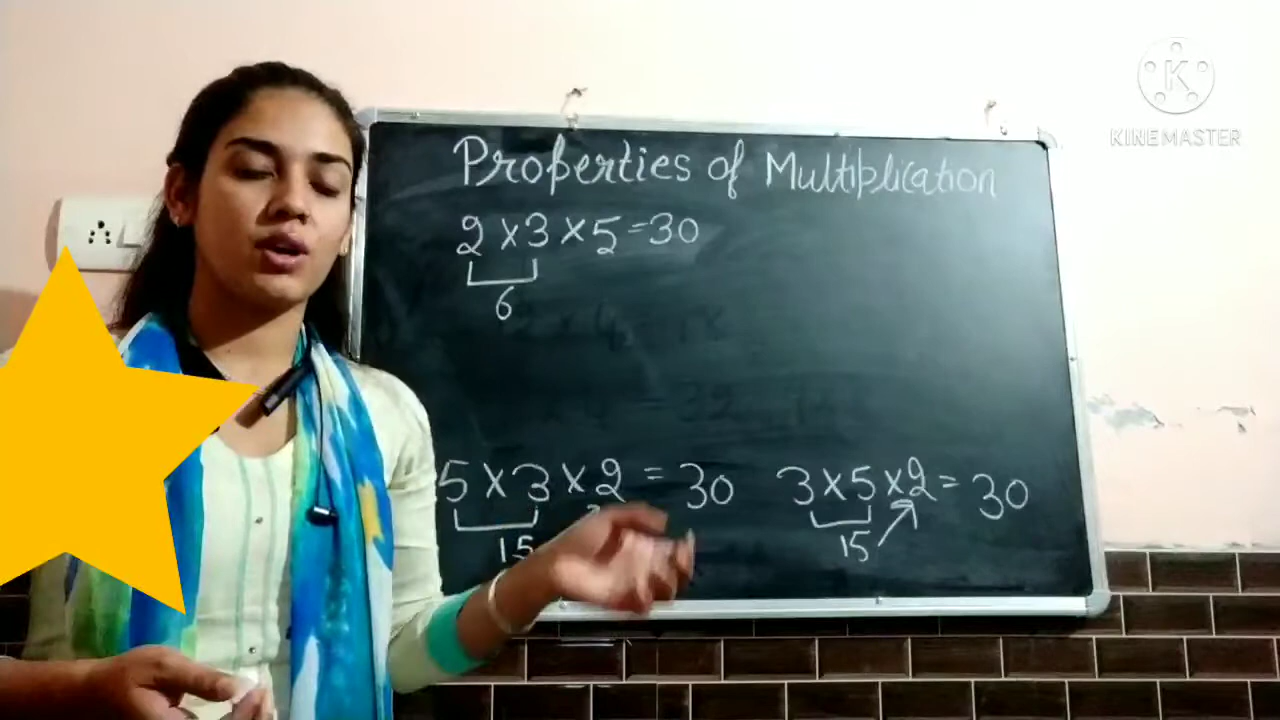 KINEMASTER
Properties of Multiplication
2 × 3 × 5 = 30
6
5 × 3 × 2 = 30 3 × 5 × 2 = 30
15 15